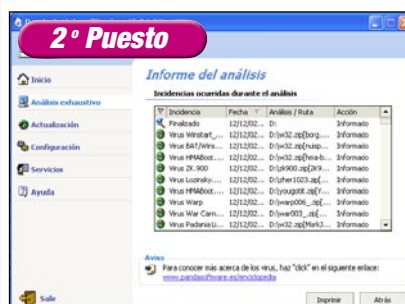 2º Puesto
Informe del análisis
Inicio
Análisis exhaustivo
Actualización
Configuración
Servicios
Ayuda
Salir
Incidencias ocurridas durante el análisis
Incidencia Fecha Análisis / Ruta Acción
Finalizado 12/12/02... D: Informado
Virus Winstart_... 12/12/02... Informado
Virus BAT/Wins... 12/12/02... Informado
Virus HMABoot.... 12/12/02... Informado
Virus ZK.900 12/12/02... Informado
Virus Lozinsky.... 12/12/02... Informado
Virus HMABoot.... 12/12/02... Informado
Virus Warp 12/12/02... Informado
Virus War Cann... 12/12/02... Informado
Virus Padania Li... 12/12/02... Informado
Aviso
Para conocer más acerca de los virus, haz "click" en el siguiente enlace:
www.pandasoftware.es/enciclopedia
Imprimir Atrás